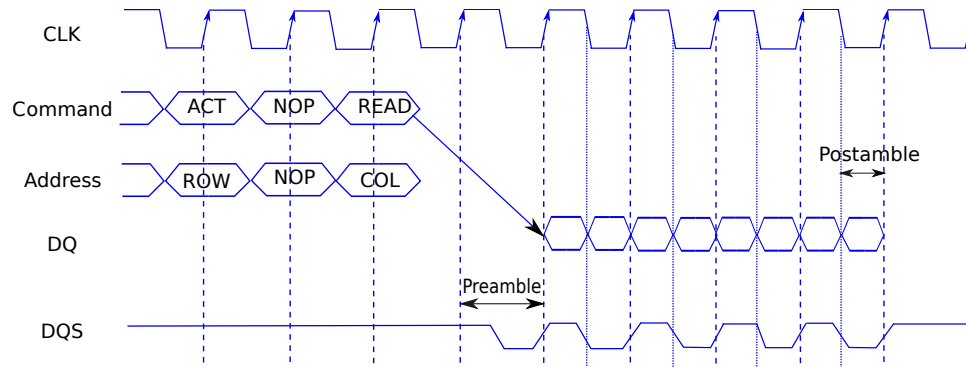 CLK
Command ACT NOP READ
Postamble
Address ROW NOP COL
DQ
Preamble
DQS